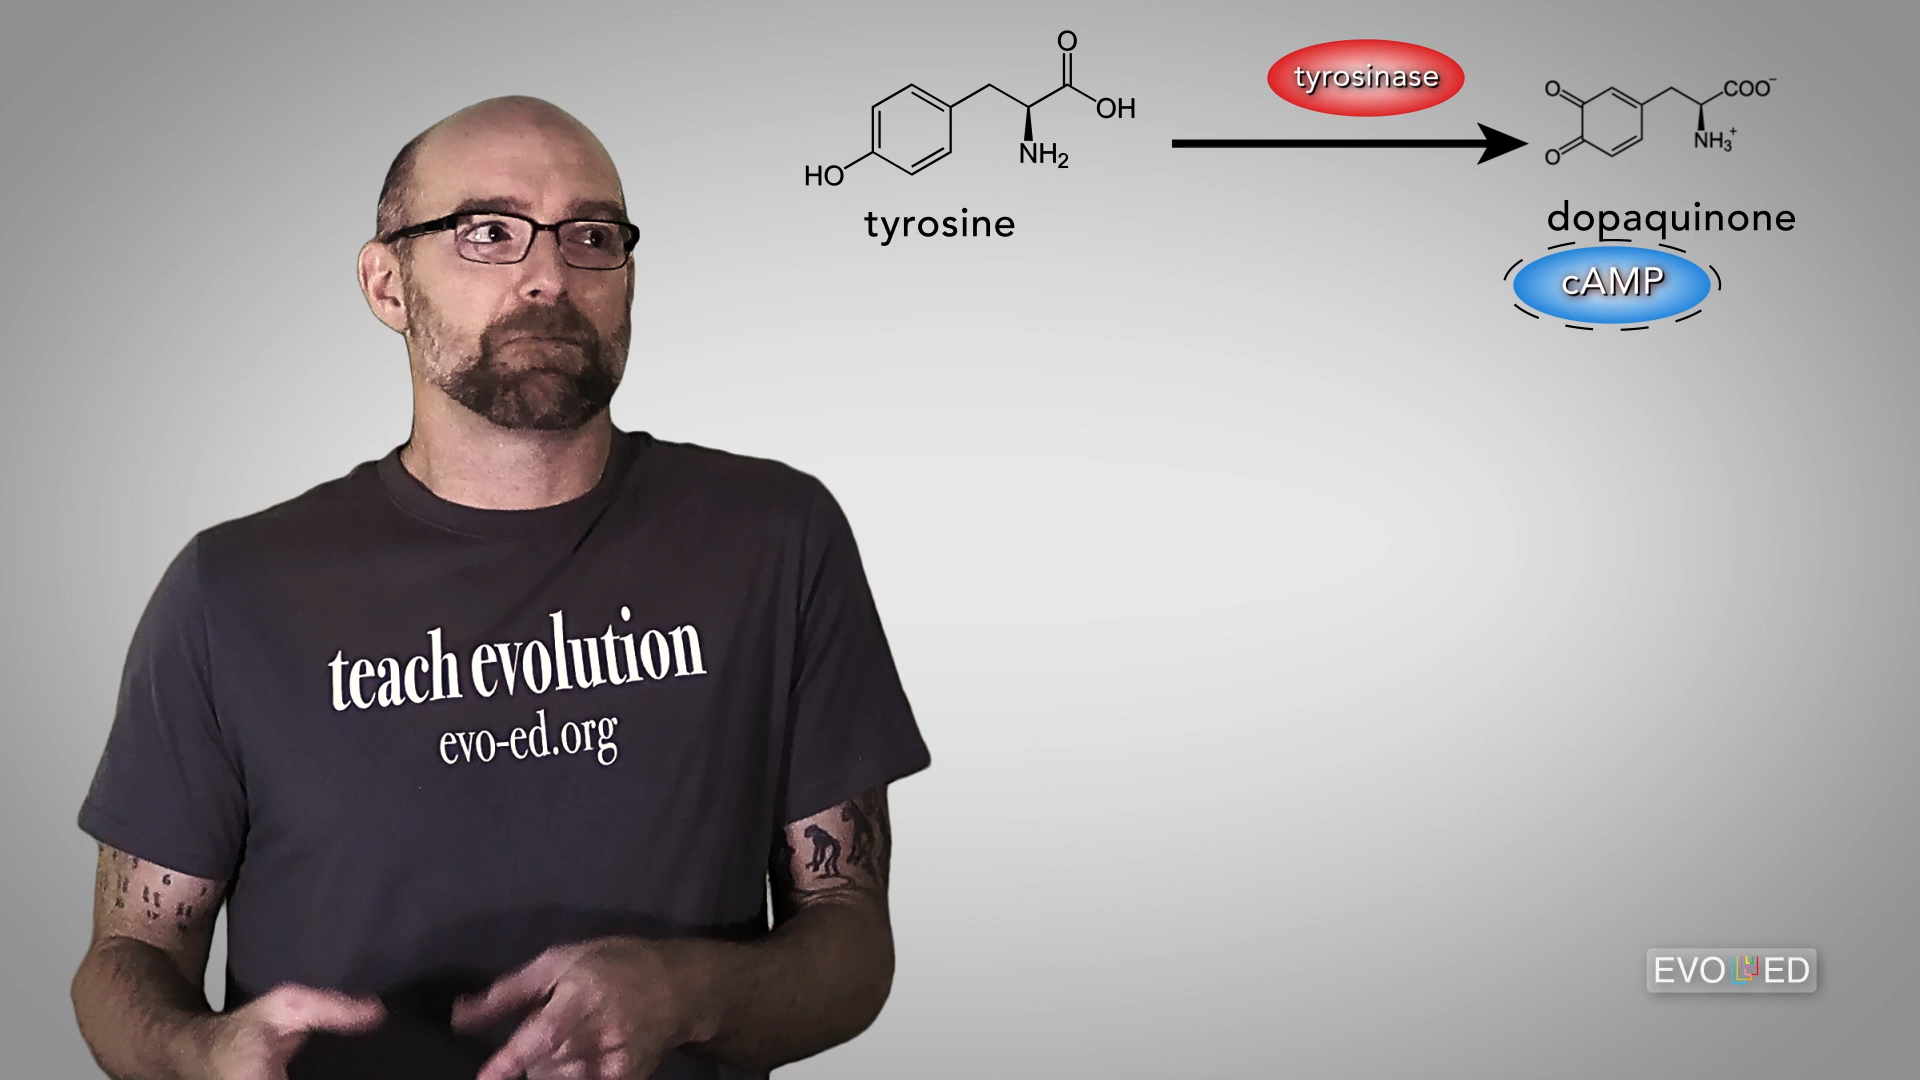 O
OH
NH₂
HO
tyrosine
tyrosinase
O
O
COO⁻
NH₃⁺
dopaquinone
cAMP
teach evolution
evo-ed.org
EVO ED